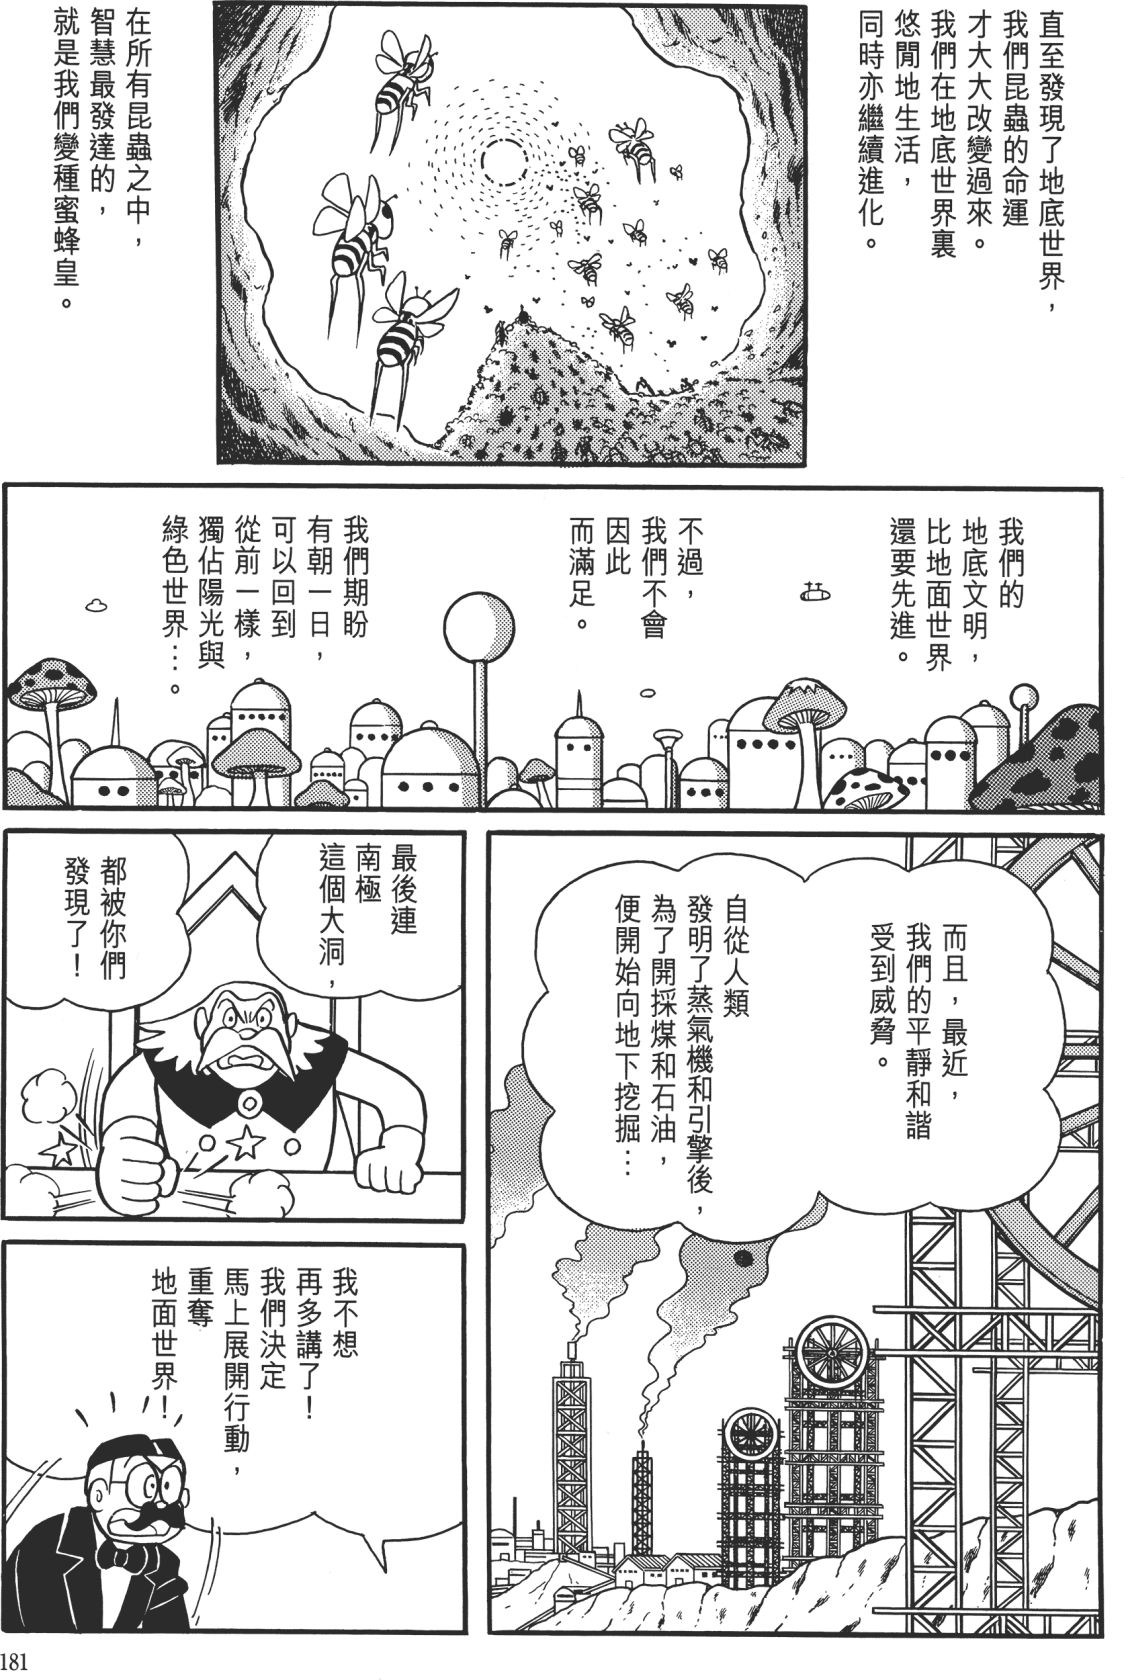 直至發現了地底世界，
我們昆蟲的命運
才大大改變過來。
我們在地底世界裏
悠閒地生活，
同時亦繼續進化。
在所有昆蟲之中，
智慧最發達的，
就是我們變種蜜蜂皇。
我們的
地底文明，
比地面世界
還要先進。
不過，
我們不會
因此
而滿足。
我們期盼
有朝一日，
可以回到
從前一樣，
獨佔陽光與
綠色世界…。
而且，最近，
我們的平靜和諧
受到威脅。
自從人類
發明了蒸氣機和引擎後，
為了開採煤和石油，
便開始向地下挖掘…
最後連
南極
這個大洞，
都被你們
發現了！
我不想
再多講了！
我們決定
馬上展開行動，
重奪
地面世界！
181